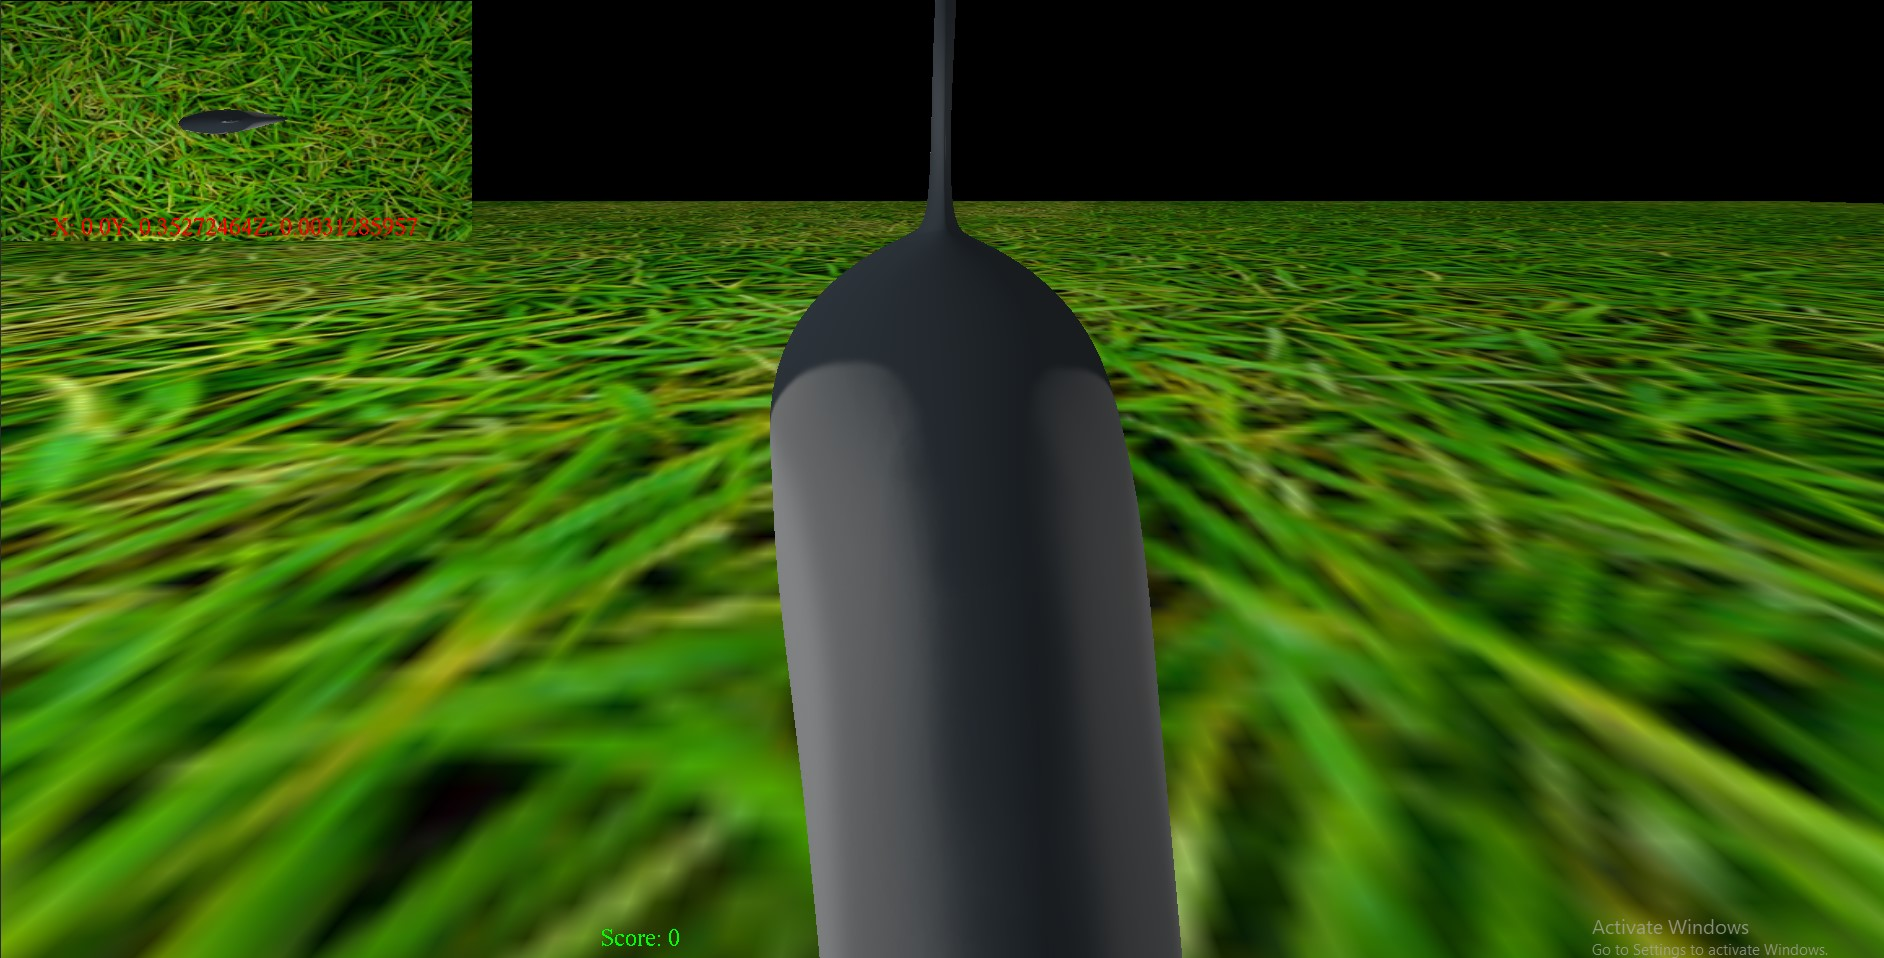 X: 0.0Y: 0.35272464Z: 0.0031285957
Score: 0
Activate Windows
Go to Settings to activate Windows.